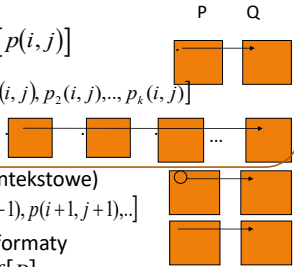 P Q
p(i, j)]
i, j), p₂(i, j),.., pₖ(i, j)]
...
ntekstowe)
-1), p(i+1, j+1),..]
formaty